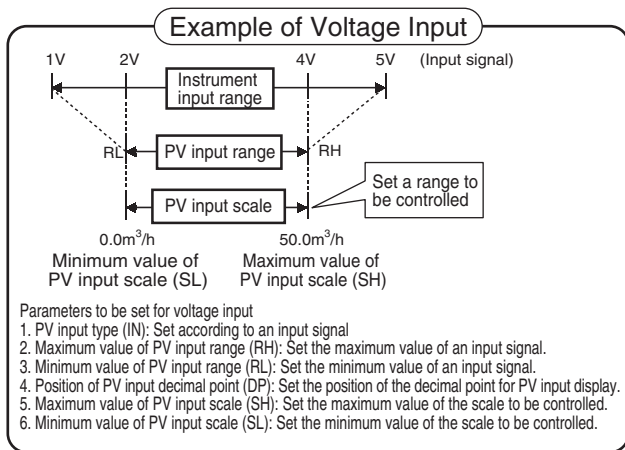 Example of Voltage Input
1V 2V 4V 5V (Input signal)
Instrument
input range
RL PV input range RH
PV input scale
Set a range to
be controlled
0.0m³/h 50.0m³/h
Minimum value of Maximum value of
PV input scale (SL) PV input scale (SH)
Parameters to be set for voltage input
1. PV input type (IN): Set according to an input signal
2. Maximum value of PV input range (RH): Set the maximum value of an input signal.
3. Minimum value of PV input range (RL): Set the minimum value of an input signal.
4. Position of PV input decimal point (DP): Set the position of the decimal point for PV input display.
5. Maximum value of PV input scale (SH): Set the maximum value of the scale to be controlled.
6. Minimum value of PV input scale (SL): Set the minimum value of the scale to be controlled.